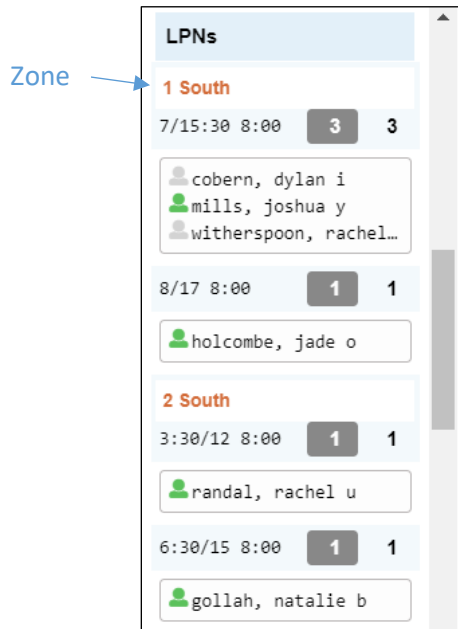 LPNs
Zone
1 South
7/15:30 8:00 3 3
cobern, dylan i
mills, joshua y
witherspoon, rachel…
8/17 8:00 1 1
holcombe, jade o
2 South
3:30/12 8:00 1 1
randal, rachel u
6:30/15 8:00 1 1
gollah, natalie b